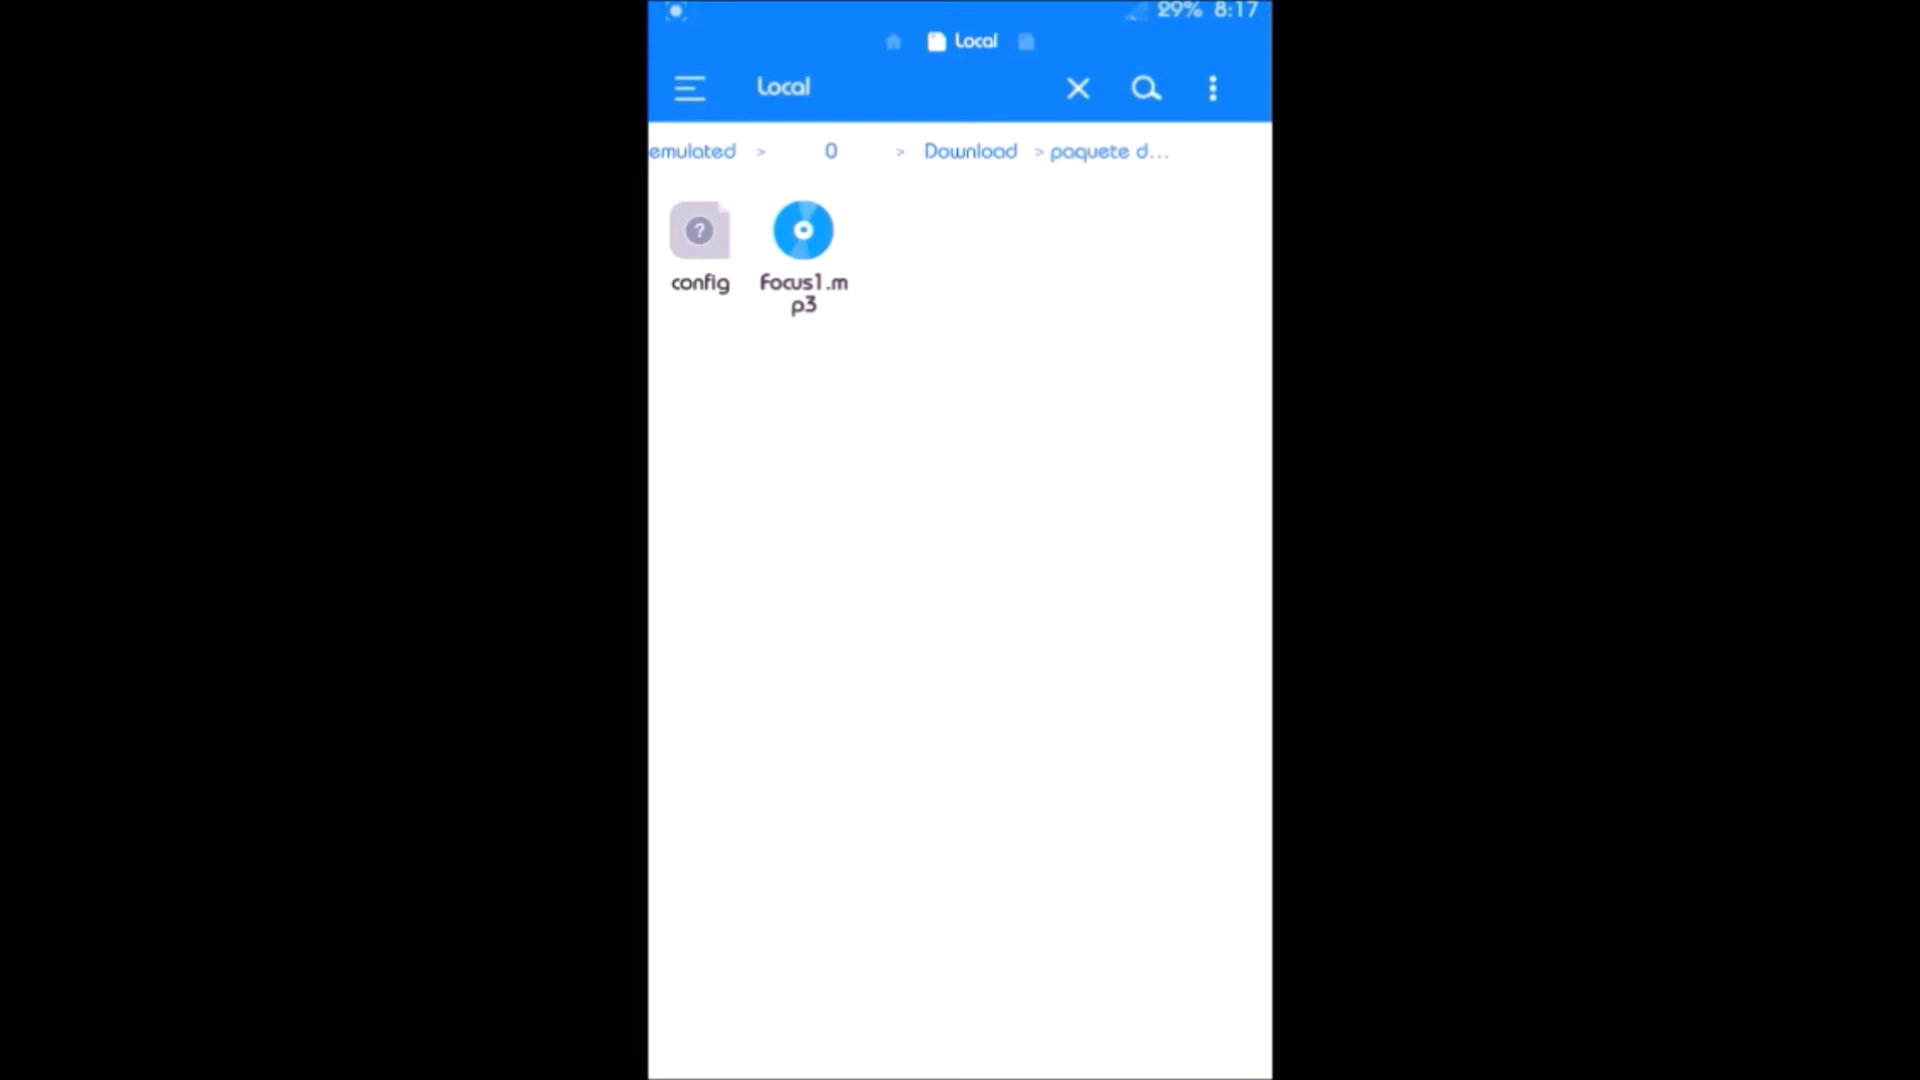 29% 8:17
Local
Local
emulated > 0 > Download > paquete d...
?
config
Focus1.m
p3